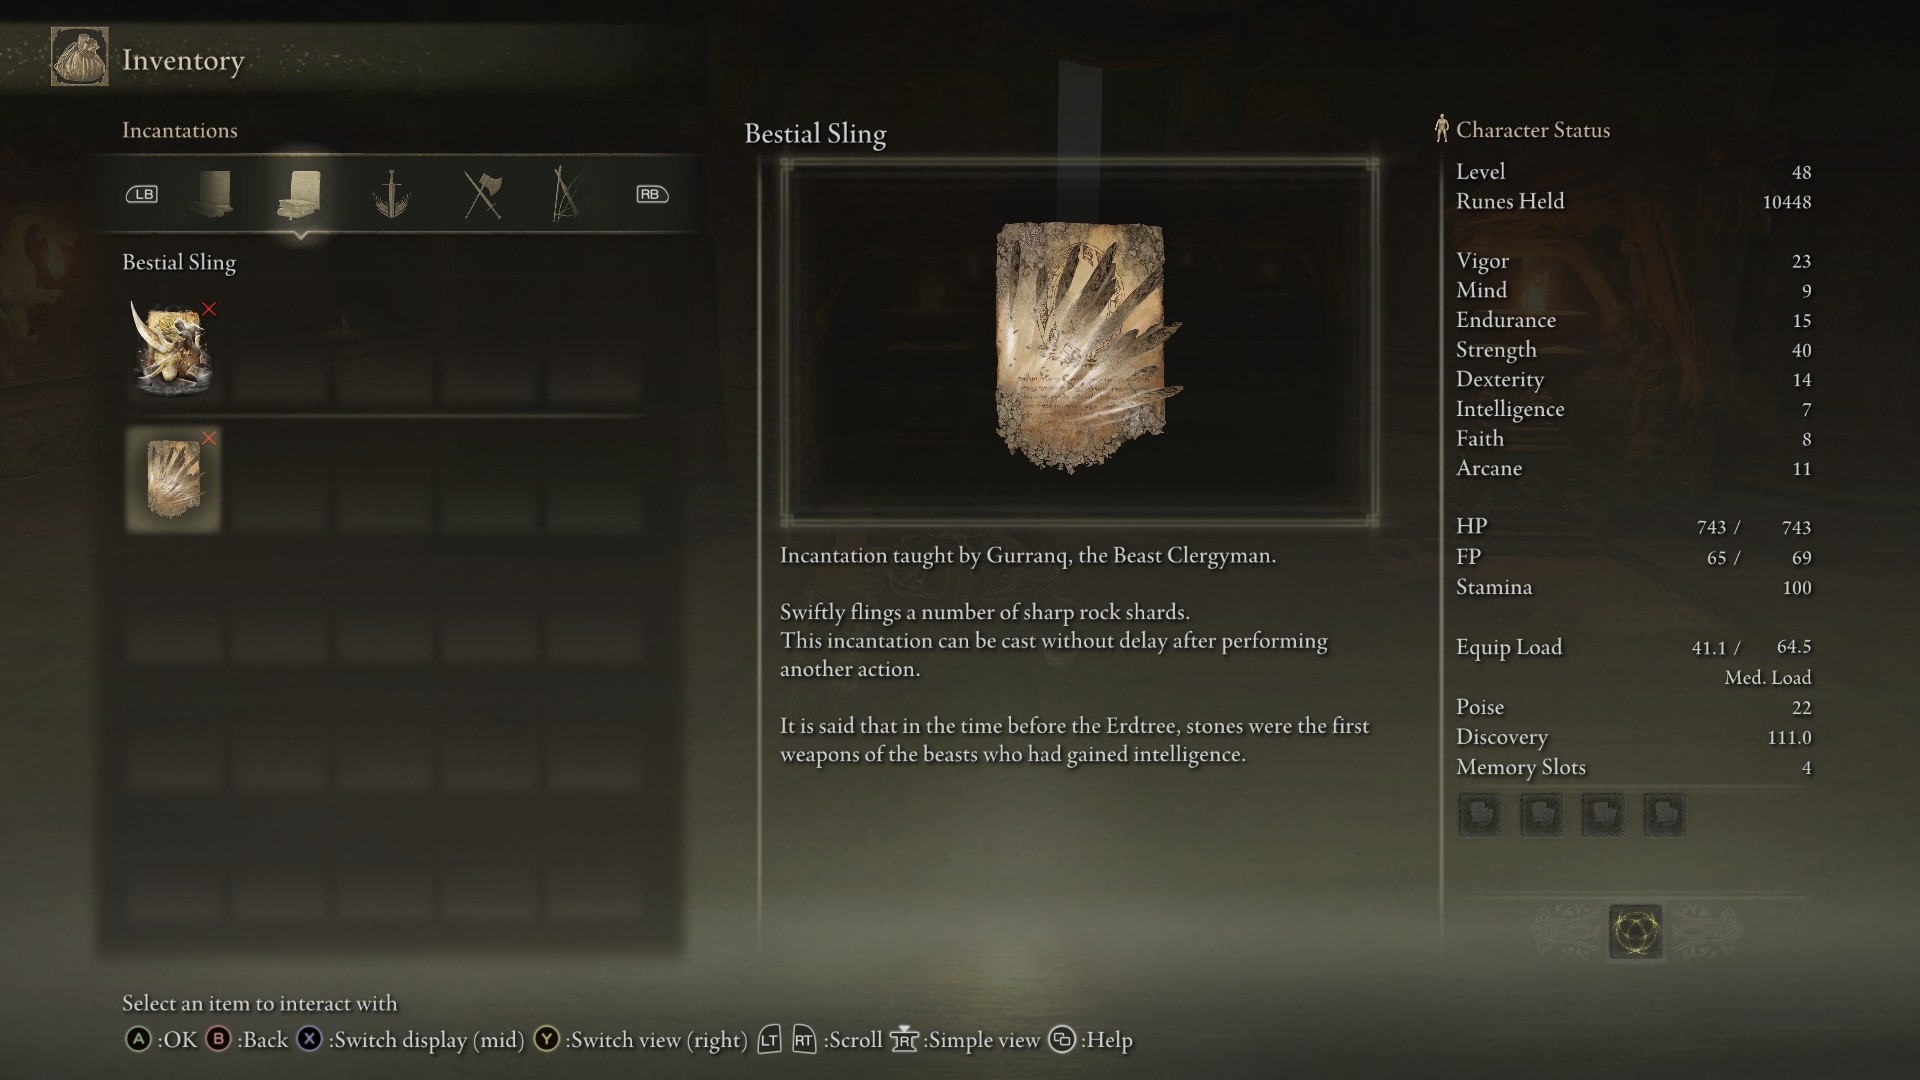 Inventory
Incantations
LB
RB
Bestial Sling
Bestial Sling
Incantation taught by Gurranq, the Beast Clergyman.
Swiftly flings a number of sharp rock shards.
This incantation can be cast without delay after performing
another action.
It is said that in the time before the Erdtree, stones were the first
weapons of the beasts who had gained intelligence.
Character Status
Level 48
Runes Held 10448
Vigor 23
Mind 9
Endurance 15
Strength 40
Dexterity 14
Intelligence 7
Faith 8
Arcane 11
HP 743 / 743
FP 65 / 69
Stamina 100
Equip Load 41.1 / 64.5
Med. Load
Poise 22
Discovery 111.0
Memory Slots 4
Select an item to interact with
A :OK B :Back X :Switch display (mid) Y :Switch view (right) LT RT :Scroll R :Simple view :Help